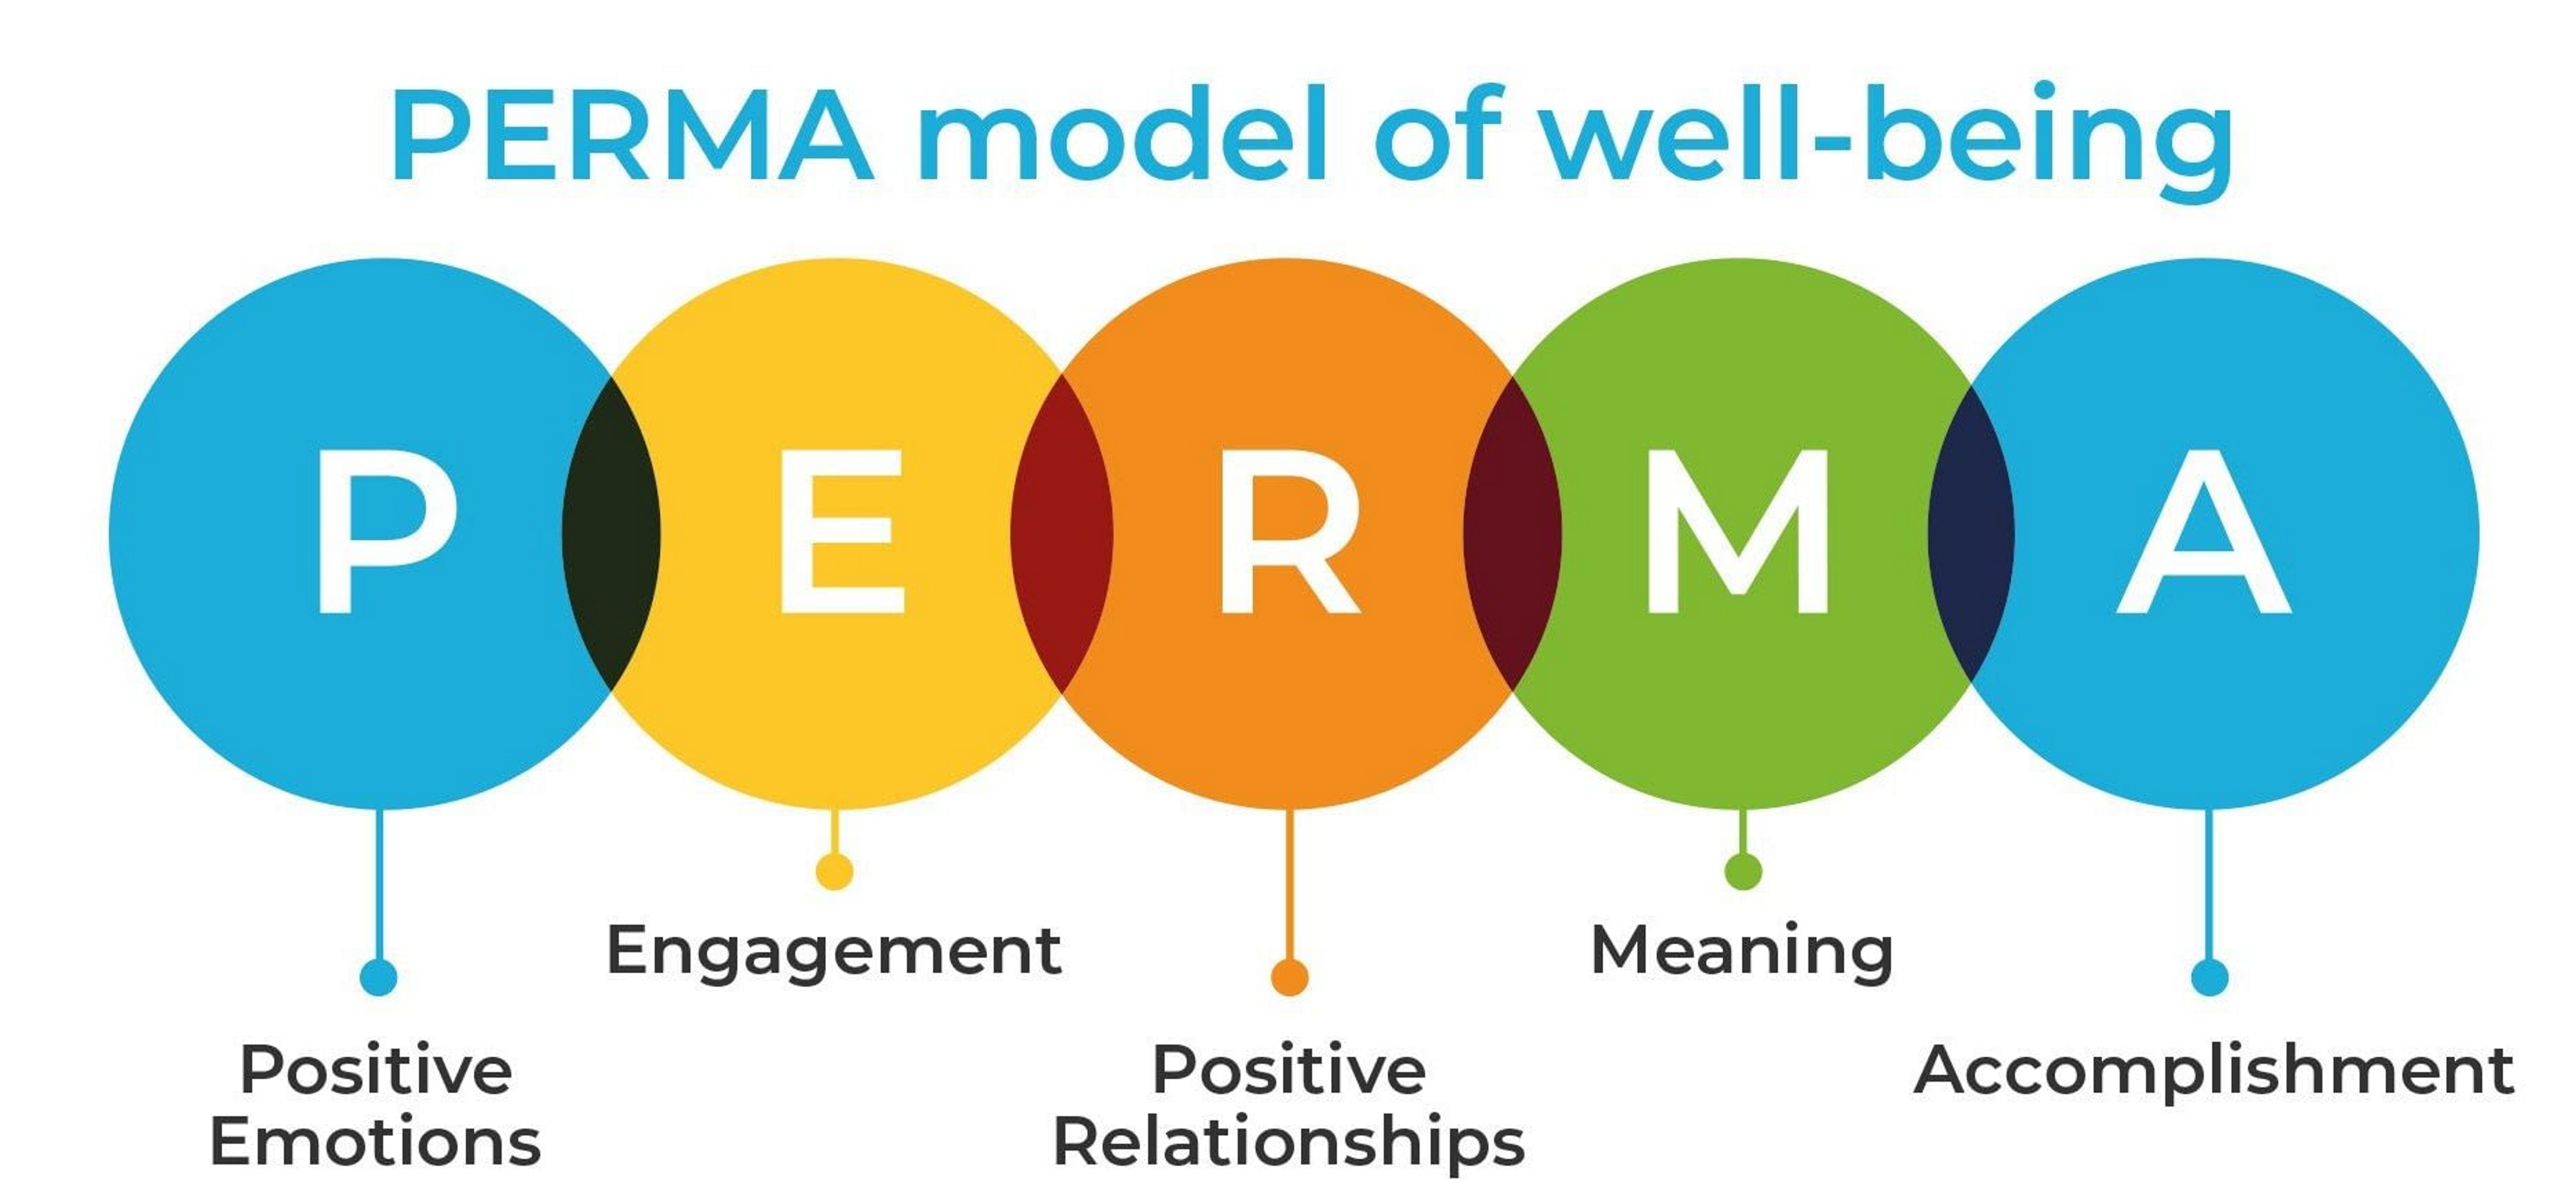 PERMA model of well-being
P E R M A
Engagement
Meaning
Positive
Emotions
Positive
Relationships
Accomplishment